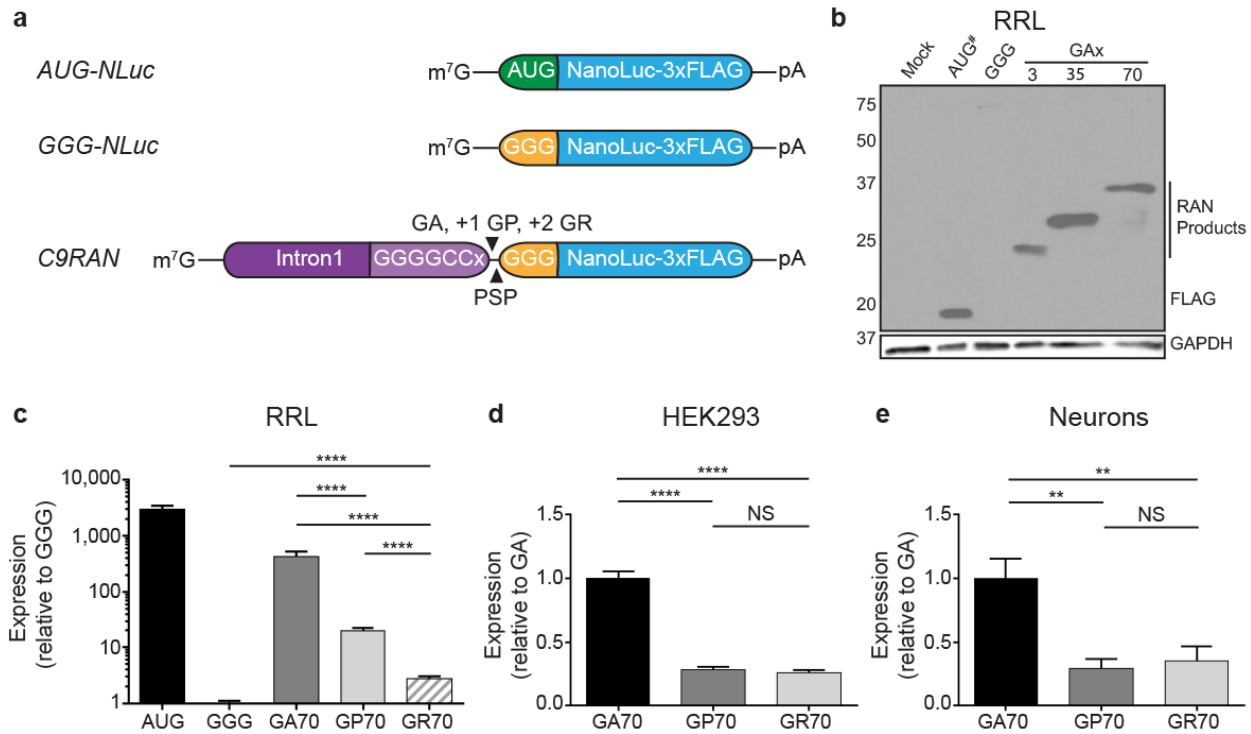 a
AUG-NLuc
m⁷G
AUG
NanoLuc-3xFLAG
pA
GGG-NLuc
m⁷G
GGG
NanoLuc-3xFLAG
pA
GA, +1 GP, +2 GR
C9RAN
m⁷G
Intron1
GGGGCCx
GGG
NanoLuc-3xFLAG
pA
PSP
b
RRL
Mock
AUG#
GGG
GAx
3 35 70
75
50
37
25
20
37
RAN
Products
FLAG
GAPDH
c
RRL
Expression
(relative to GGG)
10,000
1,000
100
10
1
****
****
****
****
AUG GGG GA70 GP70 GR70
d
HEK293
Expression
(relative to GA)
1.5
1.0
0.5
0.0
****
****
NS
GA70 GP70 GR70
e
Neurons
Expression
(relative to GA)
1.5
1.0
0.5
0.0
**
**
NS
GA70 GP70 GR70